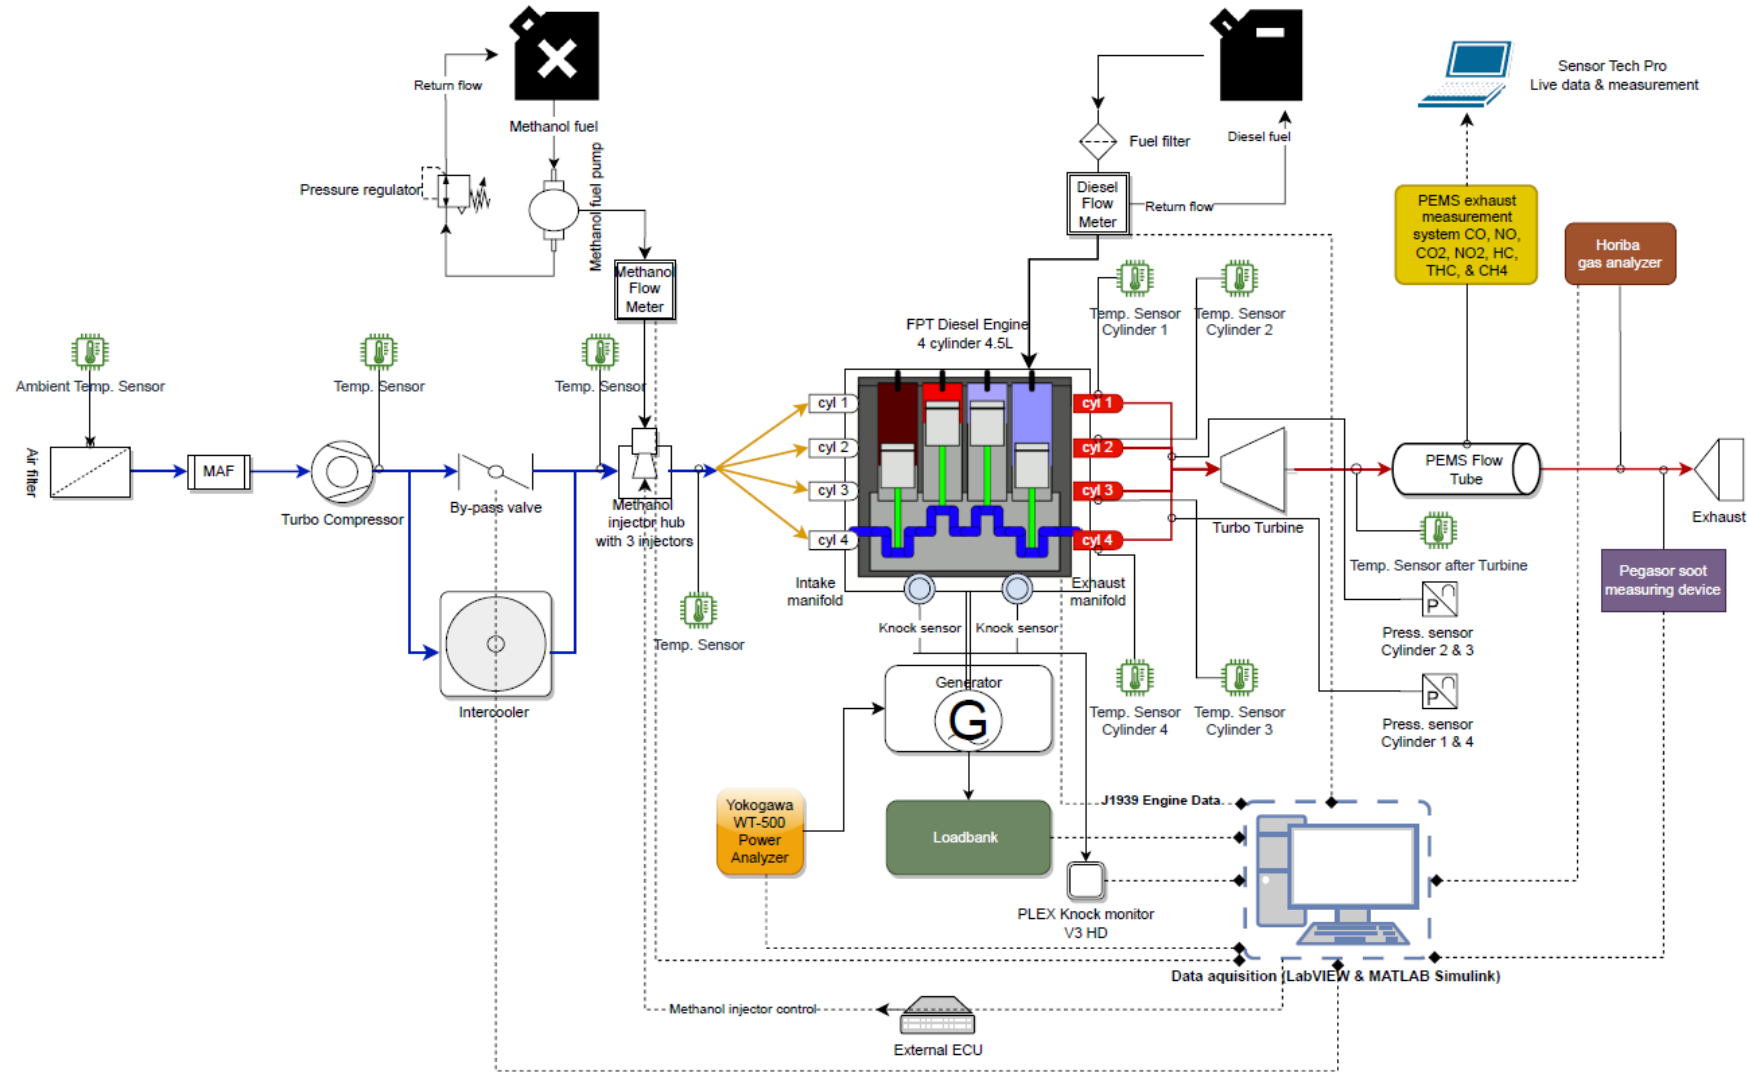 Return flow
Methanol fuel
Methanol fuel pump
Pressure regulator
Methanol
Flow
Meter
Fuel filter
Diesel fuel
Diesel
Flow
Meter
Return flow
Sensor Tech Pro
Live data & measurement
PEMS exhaust
measurement
system CO, NO,
CO2, NO2, HC,
THC, & CH4
Horiba
gas analyzer
Ambient Temp. Sensor
Temp. Sensor
Temp. Sensor
Temp. Sensor
Cylinder 1
Temp. Sensor
Cylinder 2
FPT Diesel Engine
4 cylinder 4.5L
Air filter
MAF
Turbo Compressor
By-pass valve
Methanol
injector hub
with 3 injectors
cyl 1
cyl 2
cyl 3
cyl 4
cyl 1
cyl 2
cyl 3
cyl 4
Intake
manifold
Exhaust
manifold
Turbo Turbine
PEMS Flow
Tube
Exhaust
Temp. Sensor after Turbine
Pegasor soot
measuring device
P
Press. sensor
Cylinder 2 & 3
P
Press. sensor
Cylinder 1 & 4
Temp. Sensor
Intercooler
Knock sensor
Knock sensor
Generator
G
Temp. Sensor
Cylinder 4
Temp. Sensor
Cylinder 3
Yokogawa
WT-500
Power
Analyzer
Loadbank
J1939 Engine Data
PLEX Knock monitor
V3 HD
Data aquisition (LabVIEW & MATLAB Simulink)
Methanol injector control
External ECU